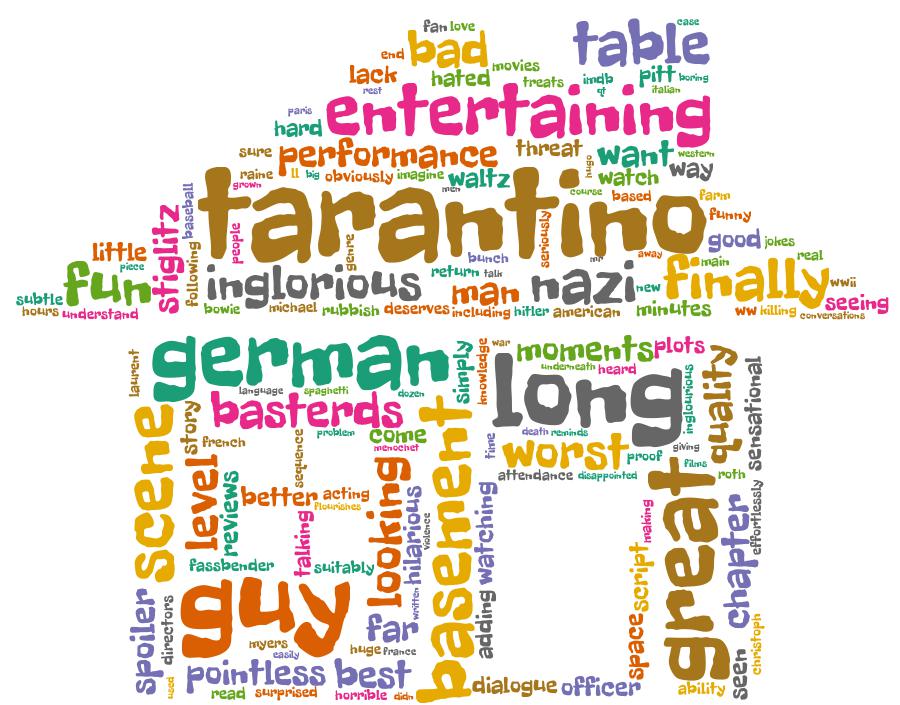 fan love case
end bad table
lack hated movies treats imdb qt pitt boring
rest italian
paris entertaining
hard
sure performance threat want western
raine ll big obviously imagine waltz hugo watch way
grown men course based farm
tarantino
baseball funny
stiglitz people genre seriously good jokes
little following bunch mr away main real
piece
fun inglorious return talk man nazi new finally wwii
subtle seeing
hours understand bowie michael rubbish deserves including hitler american minutes ww killing conversations
german simply knowledge war moments plots
laurent long underneath heard inglourious quality
language spaghetti dozen
basterds
scene story french problem come death reminds sensational
menochet time worst proof giving
level sequence basement films
reviews attendance disappointed roth
better acting looking
flourishes
talking hilarious violence watching great chapter effortlessly
making
fassbender suitably
guy written adding script
spoiler directors far space
myers huge france christoph
easily
pointless best dialogue officer ability seen
used read surprised horrible didn